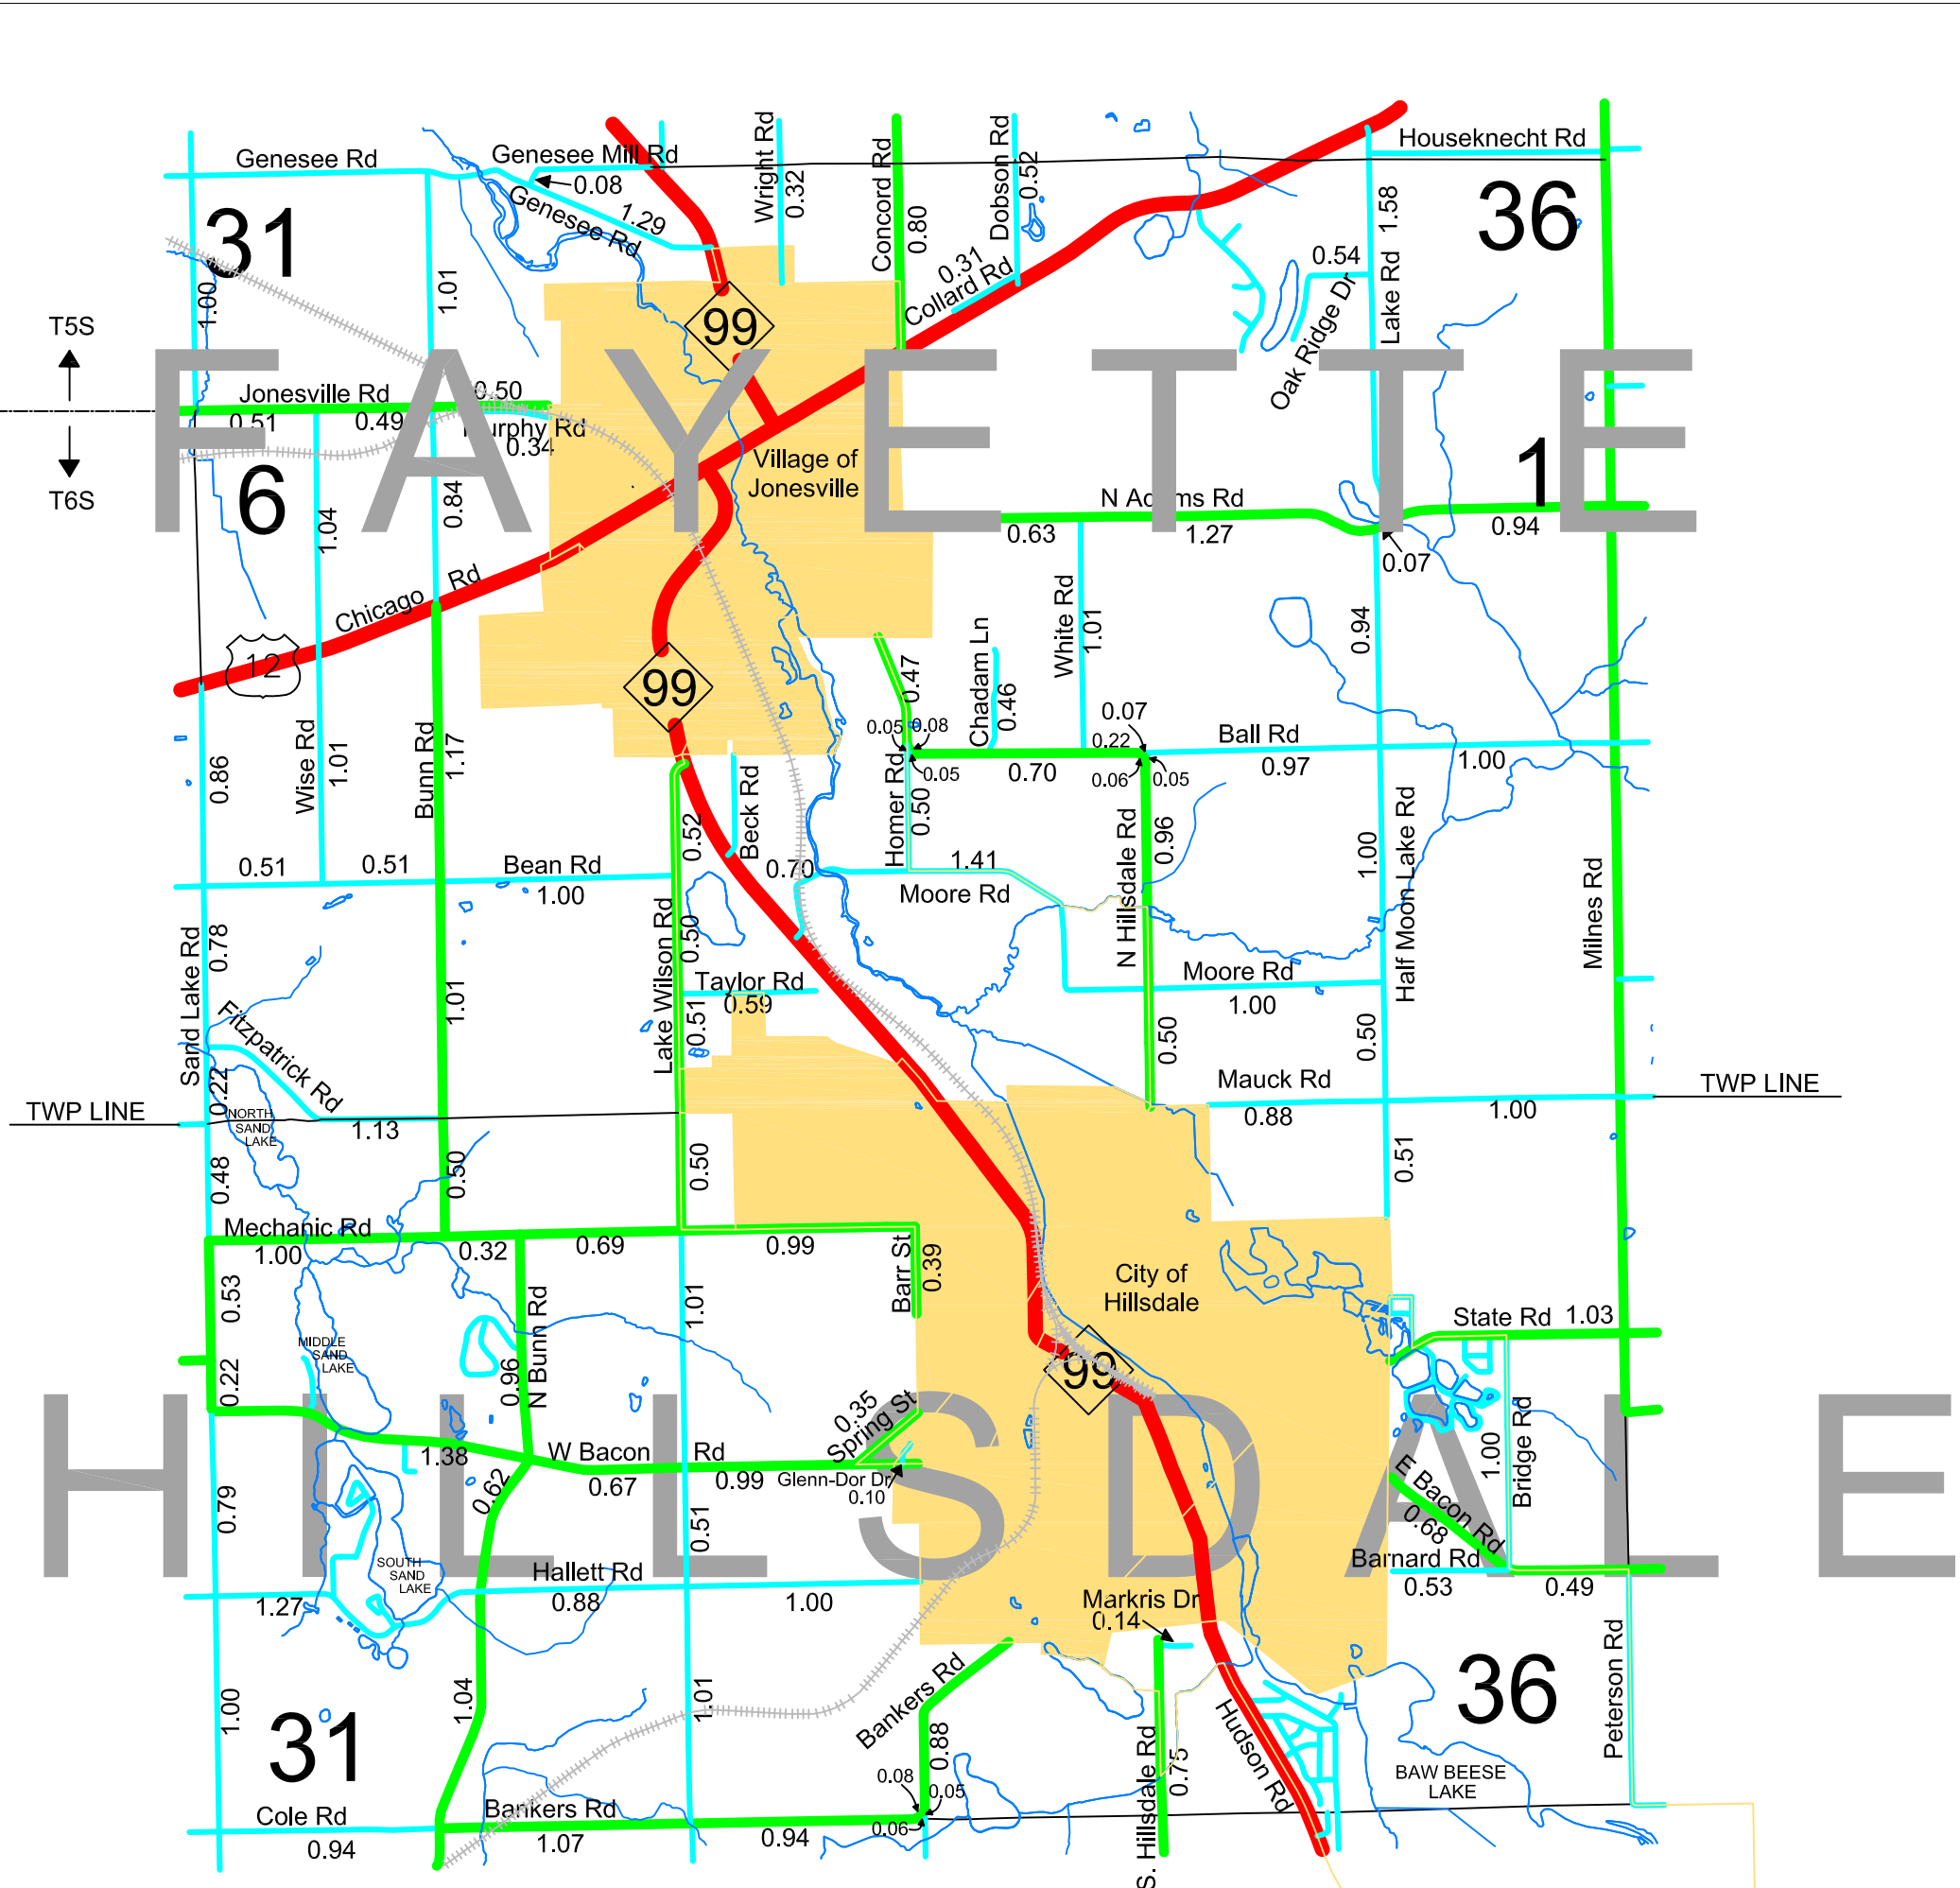 Genesee Rd
Genesee Mill Rd
0.08
Genesee Rd
1.29
Wright Rd
0.32
Concord Rd
0.80
Dobson Rd
0.52
Houseknecht Rd
1.58
31
36
1.00
1.01
0.31
Collard Rd
0.54
Oak Ridge Dr
Lake Rd
T5S
T6S
99
FAYETTE
Jonesville Rd
0.50
0.51
0.49
Murphy Rd
0.34
6
1
1.04
0.84
Village of
Jonesville
N Adams Rd
0.63
1.27
0.94
0.07
Chicago Rd
12
99
White Rd
1.01
0.94
0.47
Chadam Ln
0.46
0.05
0.08
0.07
0.22
Ball Rd
0.05
0.70
0.06
0.05
0.97
1.00
0.86
Wise Rd
1.01
Bunn Rd
1.17
Beck Rd
0.52
Homer Rd
0.50
N Hillsdale Rd
0.96
1.00
Half Moon Lake Rd
Milnes Rd
0.51
0.51
Bean Rd
1.00
0.70
1.41
Moore Rd
Sand Lake Rd
0.78
1.01
Lake Wilson Rd
0.50
Taylor Rd
0.59
0.51
Moore Rd
1.00
0.50
0.50
Fitzpatrick Rd
0.22
TWP LINE
NORTH
SAND
LAKE
1.13
Mauck Rd
0.88
1.00
TWP LINE
0.48
0.50
0.50
0.51
Mechanic Rd
1.00
0.32
0.69
0.99
Barr St
0.39
City of
Hillsdale
0.53
N Bunn Rd
0.96
1.01
State Rd
1.03
MIDDLE
SAND
LAKE
0.22
99
HILLSDALE
0.35
Spring St
1.38
W Bacon Rd
0.67
0.99
Glenn-Dor Dr
0.10
0.62
0.79
0.51
1.00
Bridge Rd
E Bacon Rd
0.68
SOUTH
SAND
LAKE
Hallett Rd
1.27
0.88
1.00
Barnard Rd
0.53
0.49
Markris Dr
0.14
1.00
1.04
1.01
31
36
Bankers Rd
0.88
0.08
0.05
0.06
S. Hillsdale Rd
0.75
Hudson Rd
Peterson Rd
BAW BEESE
LAKE
Cole Rd
0.94
Bankers Rd
1.07
0.94